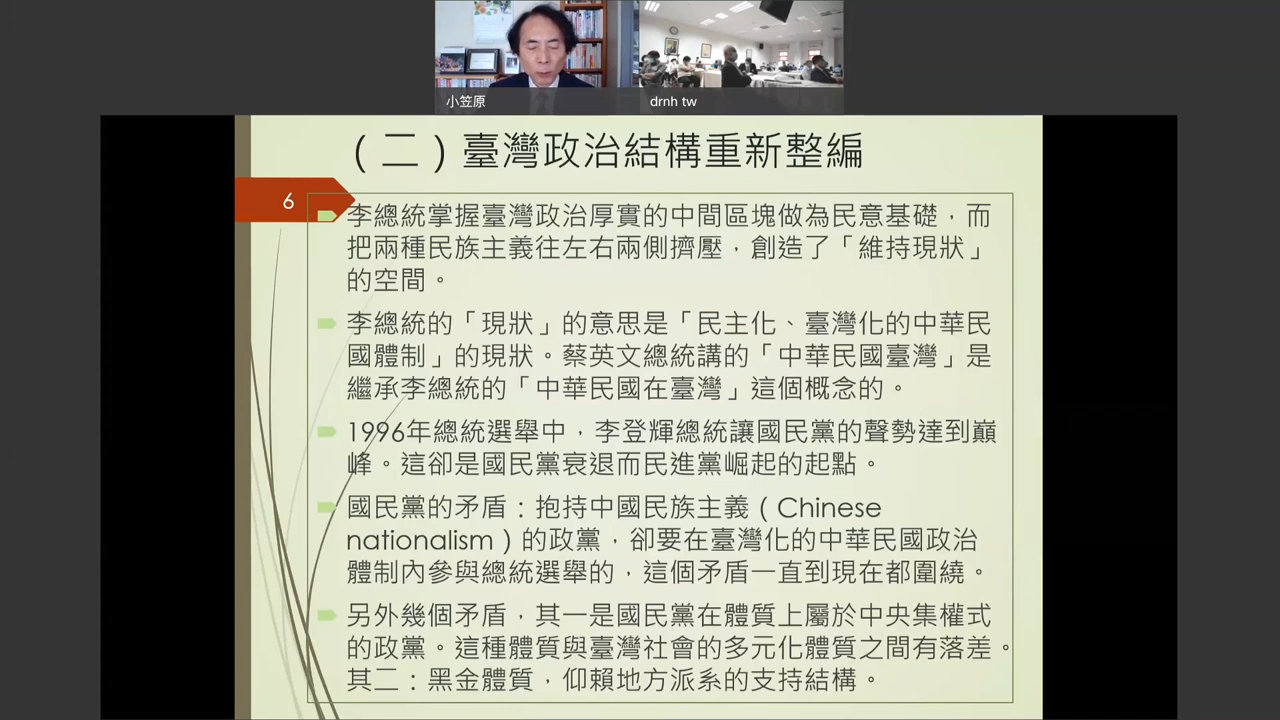 小笠原
drnh tw
（二）臺灣政治結構重新整編
6
李總統掌握臺灣政治厚實的中間區塊做為民意基礎，而
把兩種民族主義往左右兩側擠壓，創造了「維持現狀」
的空間。
李總統的「現狀」的意思是「民主化、臺灣化的中華民
國體制」的現狀。蔡英文總統講的「中華民國臺灣」是
繼承李總統的「中華民國在臺灣」這個概念的。
1996年總統選舉中，李登輝總統讓國民黨的聲勢達到巔
峰。這卻是國民黨衰退而民進黨崛起的起點。
國民黨的矛盾：抱持中國民族主義（Chinese
nationalism）的政黨，卻要在臺灣化的中華民國政治
體制內參與總統選舉的，這個矛盾一直到現在都圍繞。
另外幾個矛盾，其一是國民黨在體質上屬於中央集權式
的政黨。這種體質與臺灣社會的多元化體質之間有落差。
其二：黑金體質，仰賴地方派系的支持結構。